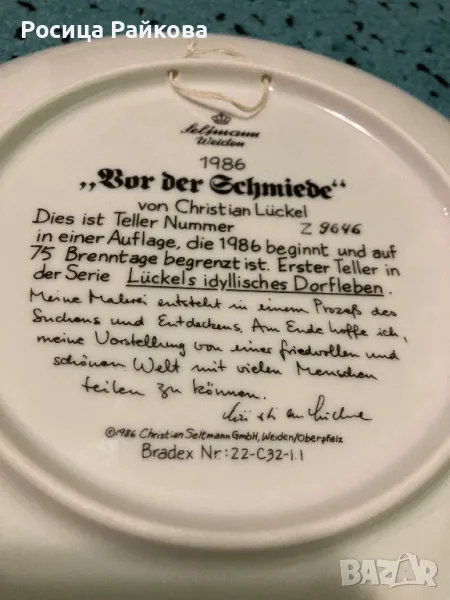 Росица Райкова
Seltmann
Weiden
1986
„Vor der Schmiede“
von Christian Lückel
Dies ist Teller Nummer Z 9646
in einer Auflage, die 1986 beginnt und auf
75 Brenntage begrenzt ist. Erster Teller in
der Serie Lückels idyllisches Dorfleben.
Meine Malerei entsteht in einem Prozeß des
Suchens und Entdeckens. Am Ende hoffe ich,
meine Vorstellung von einer friedvollen und
schönen Welt mit vielen Menschen
teilen zu können.
©1986 Christian Seltmann GmbH, Weiden/Oberpfalz
Bradex Nr.: 22-C32-1.1
BAZAR